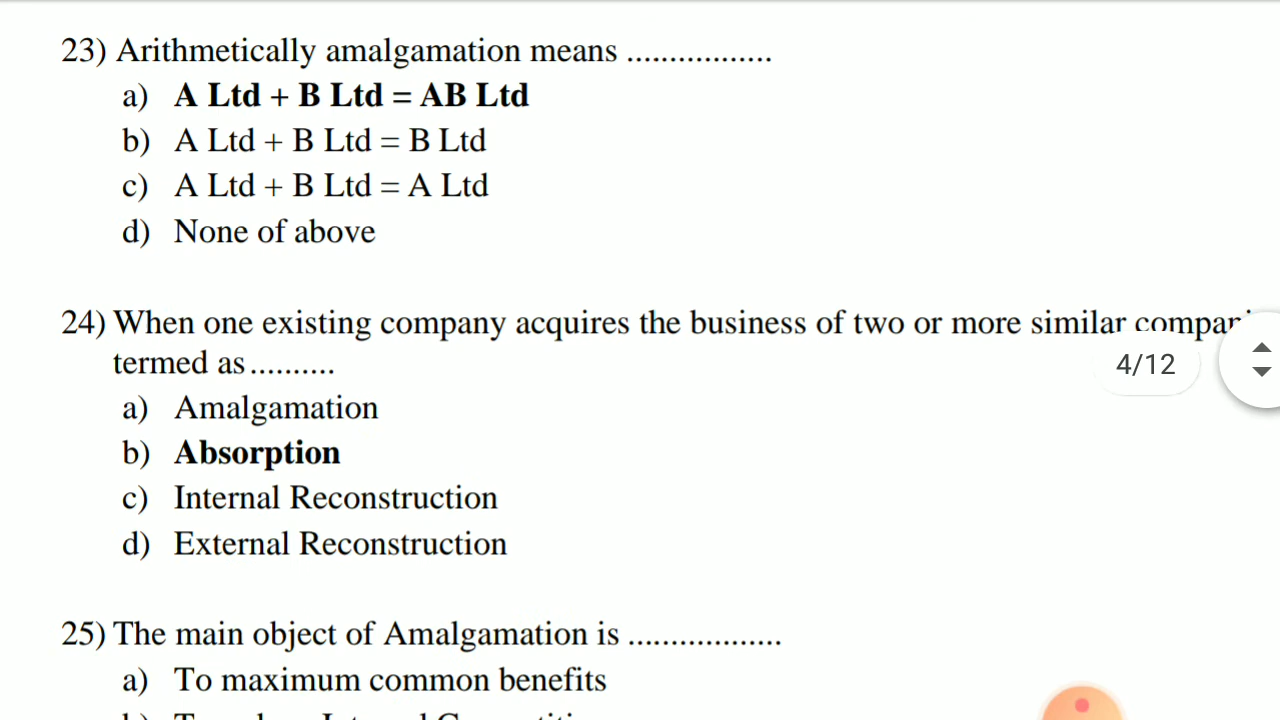 23) Arithmetically amalgamation means .................
a) A Ltd + B Ltd = AB Ltd
b) A Ltd + B Ltd = B Ltd
c) A Ltd + B Ltd = A Ltd
d) None of above
24) When one existing company acquires the business of two or more similar
termed as..........
4/12
a) Amalgamation
b) Absorption
c) Internal Reconstruction
d) External Reconstruction
25) The main object of Amalgamation is ..................
a) To maximum common benefits